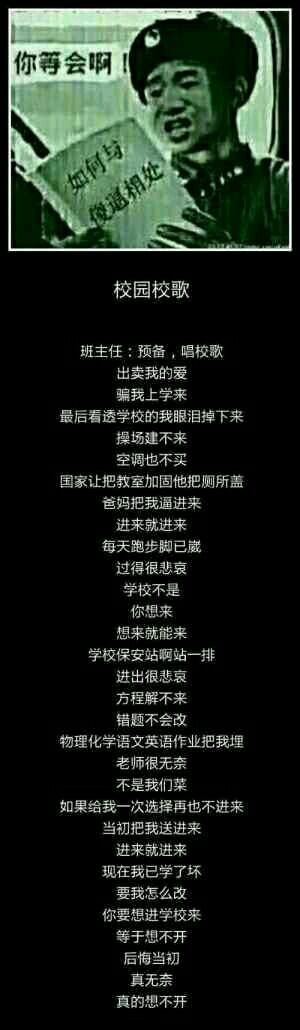 你等会啊！
如何与
傻逼相处
校园校歌
班主任：预备，唱校歌
出卖我的爱
骗我上学来
最后看透学校的我眼泪掉下来
操场建不来
空调也不买
国家让把教室加固他把厕所盖
爸妈把我逼进来
进来就进来
每天跑步脚已崴
过得很悲哀
学校不是
你想来
想来就能来
学校保安站啊站一排
进出很悲哀
方程解不来
错题不会改
物理化学语文英语作业把我埋
老师很无奈
不是我们菜
如果给我一次选择再也不进来
当初把我送进来
进来就进来
现在我已学了坏
要我怎么改
你要想进学校来
等于想不开
后悔当初
真无奈
真的想不开